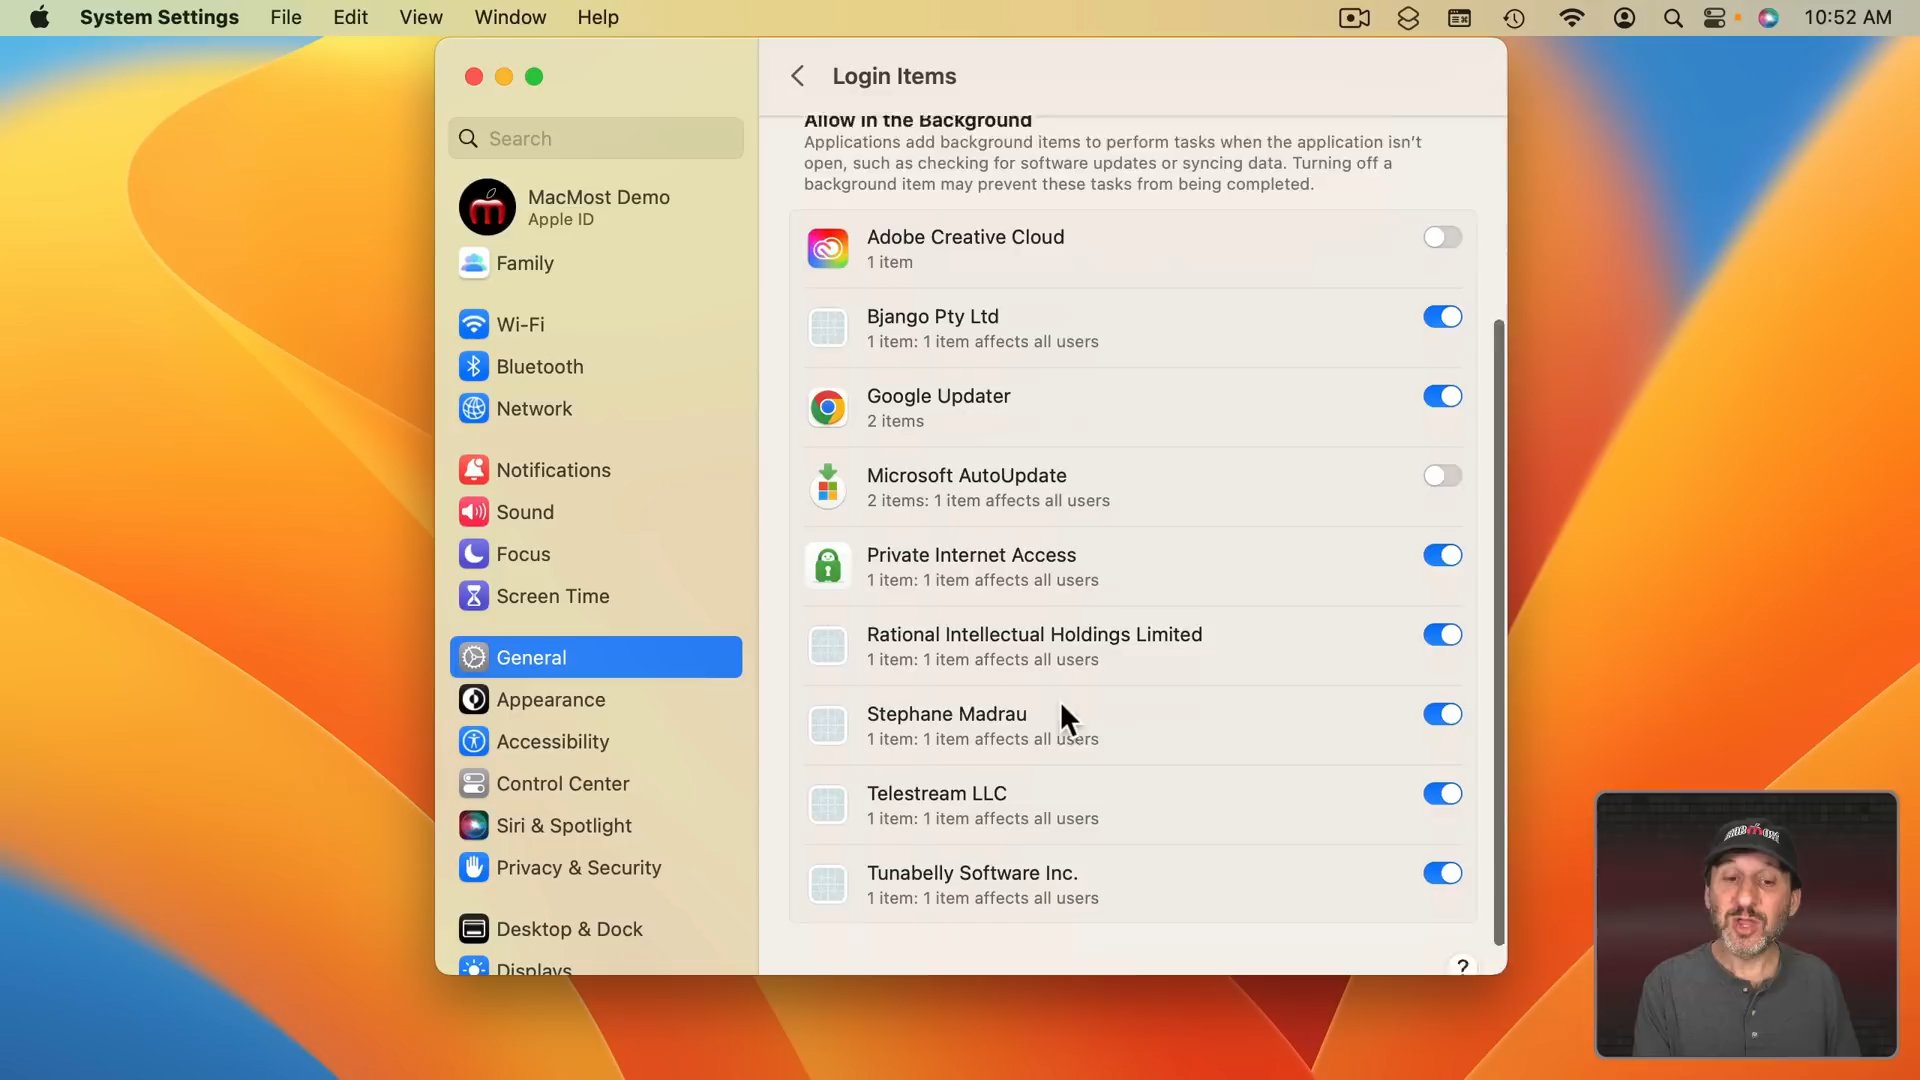 System Settings File Edit View Window Help 10:52 AM
Login Items
Search
MacMost Demo
Apple ID
Family
Wi-Fi
Bluetooth
Network
Notifications
Sound
Focus
Screen Time
General
Appearance
Accessibility
Control Center
Siri & Spotlight
Privacy & Security
Desktop & Dock
Displays
Allow in the Background
Applications add background items to perform tasks when the application isn't
open, such as checking for software updates or syncing data. Turning off a
background item may prevent these tasks from being completed.
Adobe Creative Cloud
1 item
Bjango Pty Ltd
1 item: 1 item affects all users
Google Updater
2 items
Microsoft AutoUpdate
2 items: 1 item affects all users
Private Internet Access
1 item: 1 item affects all users
Rational Intellectual Holdings Limited
1 item: 1 item affects all users
Stephane Madrau
1 item: 1 item affects all users
Telestream LLC
1 item: 1 item affects all users
Tunabelly Software Inc.
1 item: 1 item affects all users
?